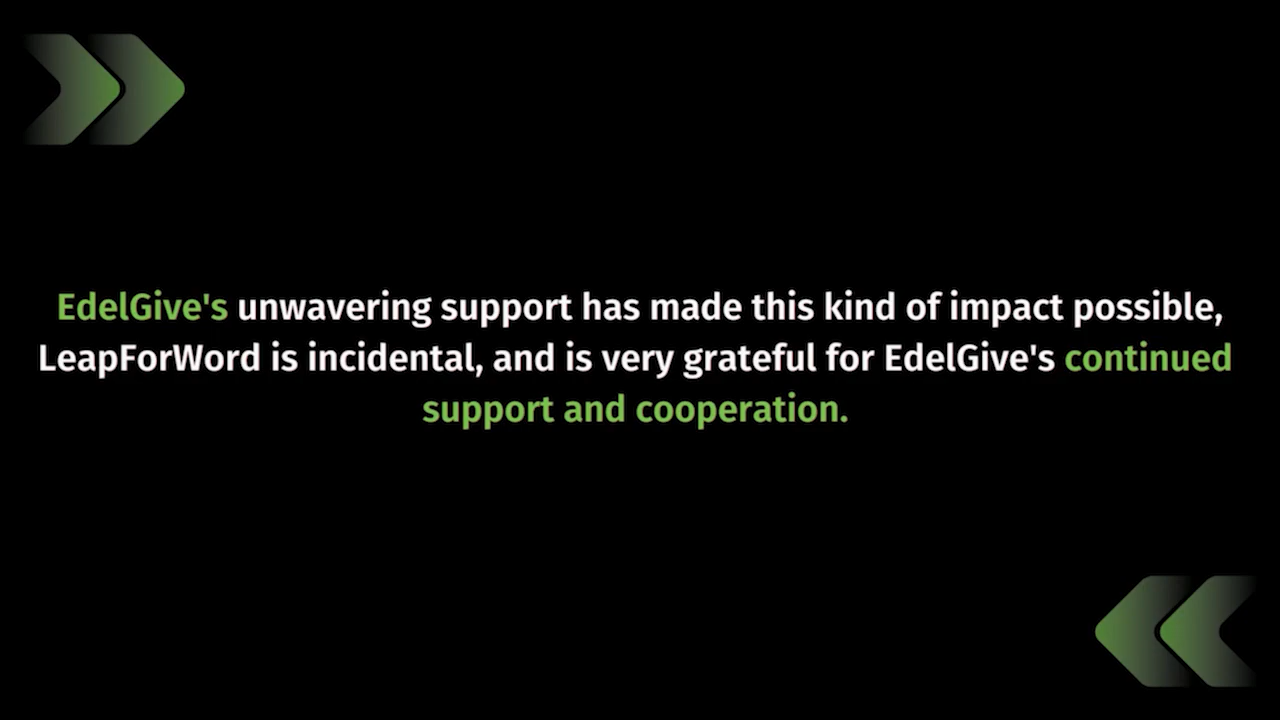 EdelGive's unwavering support has made this kind of impact possible,
LeapForWord is incidental, and is very grateful for EdelGive's continued
support and cooperation.